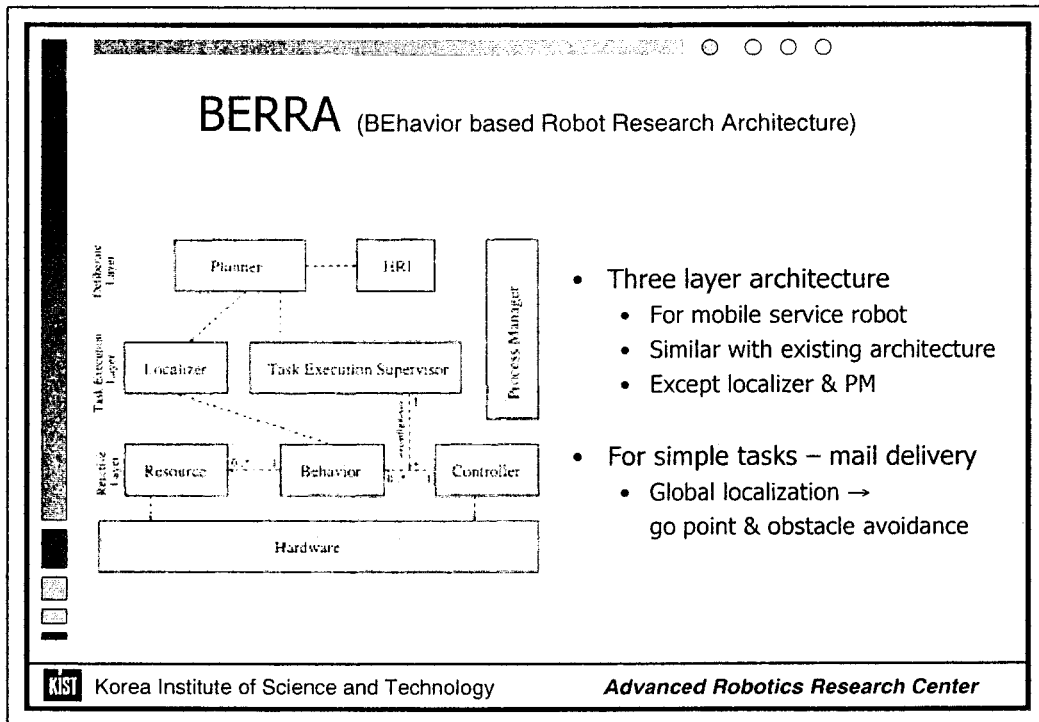 BERRA (BEhavior based Robot Research Architecture)
Deliberate
Layer
Planner
HRI
Process Manager
Task Execution
Layer
Localizer
Task Execution Supervisor
Layer
Resource
Behavior
Controller
Hardware
• Three layer architecture
• For mobile service robot
• Similar with existing architecture
• Except localizer & PM
• For simple tasks – mail delivery
• Global localization →
go point & obstacle avoidance
KIST Korea Institute of Science and Technology
Advanced Robotics Research Center